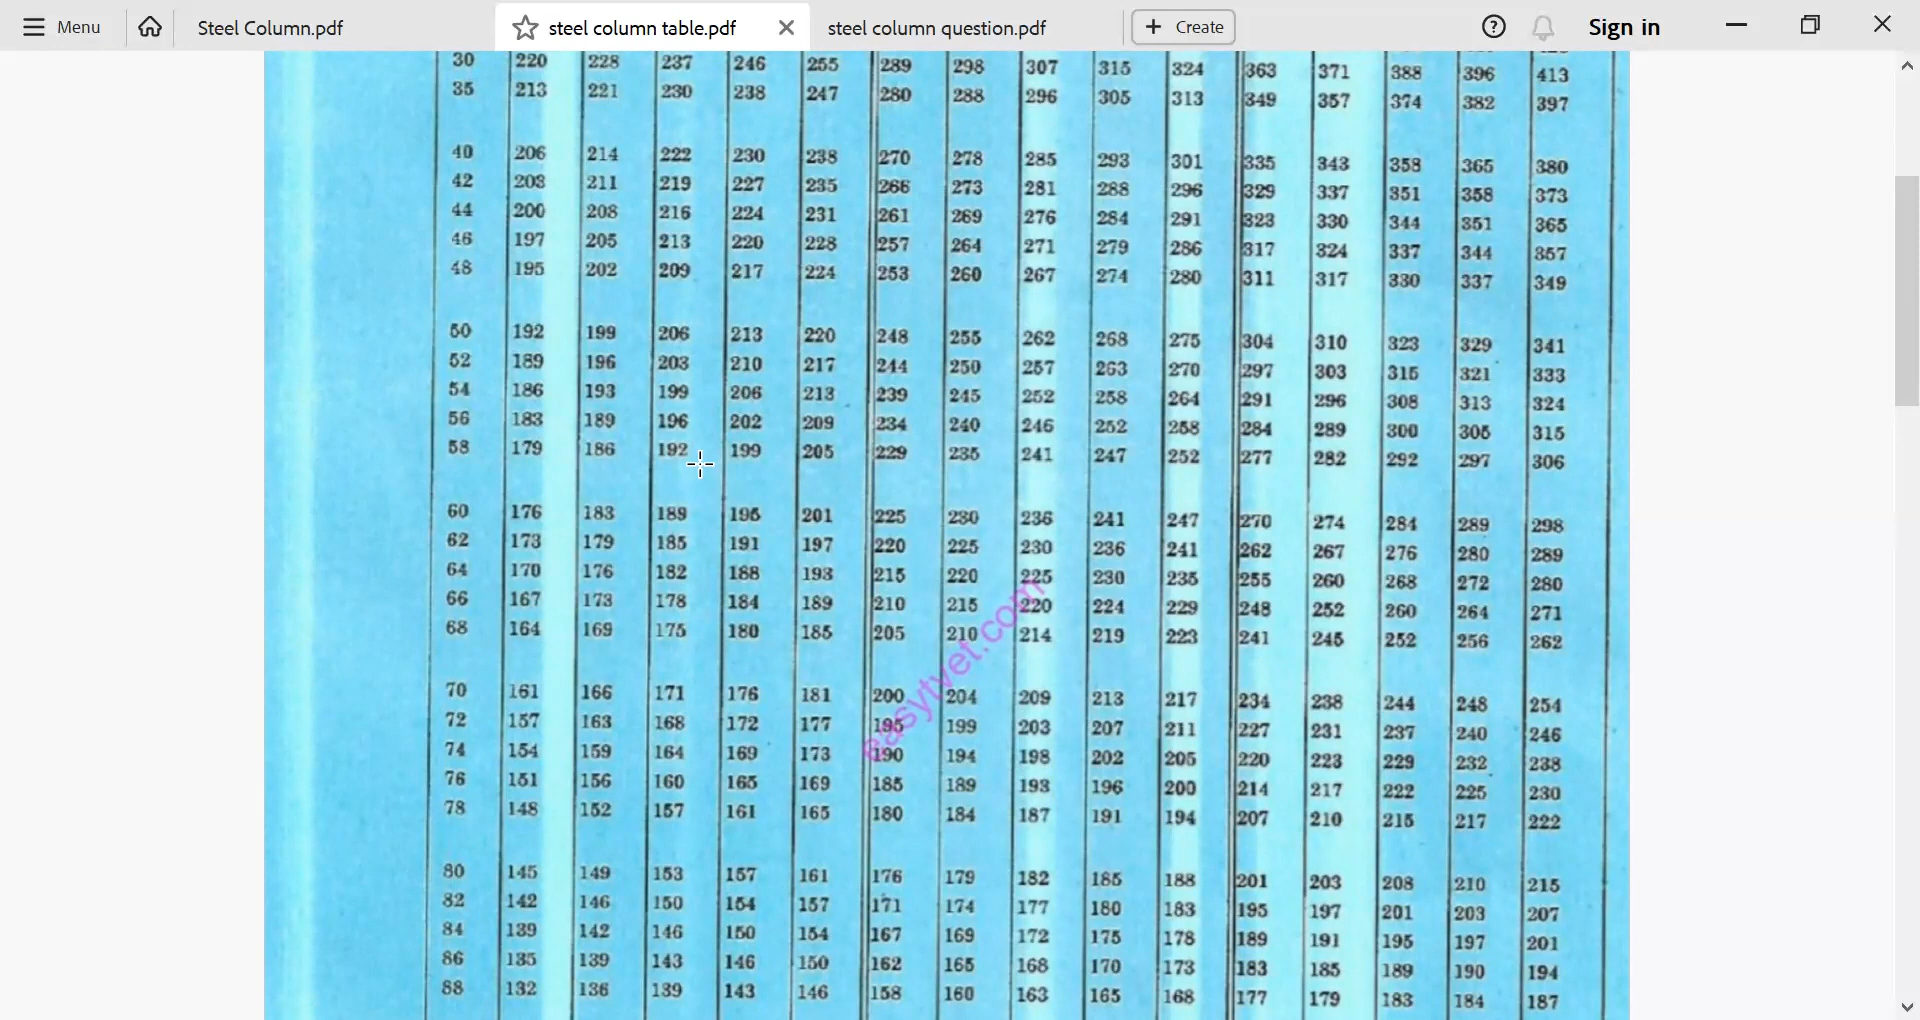 Menu Steel Column.pdf steel column table.pdf steel column question.pdf + Create Sign in
30 220 228 237 246 255 289 298 307 315 324 363 371 388 396 413
35 213 221 230 238 247 280 288 296 305 313 349 357 374 382 397
40 206 214 222 230 238 270 278 285 293 301 335 343 358 365 380
42 203 211 219 227 235 266 273 281 288 296 329 337 351 358 373
44 200 208 216 224 231 261 269 276 284 291 323 330 344 351 365
46 197 205 213 220 228 257 264 271 279 286 317 324 337 344 357
48 195 202 209 217 224 253 260 267 274 280 311 317 330 337 349
50 192 199 206 213 220 248 255 262 268 275 304 310 323 329 341
52 189 196 203 210 217 244 250 257 263 270 297 303 315 321 333
54 186 193 199 206 213 239 245 252 258 264 291 296 308 313 324
56 183 189 196 202 209 234 240 246 252 258 284 289 300 305 315
58 179 186 192 199 205 229 235 241 247 252 277 282 292 297 306
60 176 183 189 195 201 225 230 236 241 247 270 274 284 289 298
62 173 179 185 191 197 220 225 230 236 241 262 267 276 280 289
64 170 176 182 188 193 215 220 225 230 235 255 260 268 272 280
66 167 173 178 184 189 210 215 220 224 229 248 252 260 264 271
68 164 169 175 180 185 205 210 214 219 223 241 245 252 256 262
70 161 166 171 176 181 200 204 209 213 217 234 238 244 248 254
72 157 163 168 172 177 195 199 203 207 211 227 231 237 240 246
74 154 159 164 169 173 190 194 198 202 205 220 223 229 232 238
76 151 156 160 165 169 185 189 193 196 200 214 217 222 225 230
78 148 152 157 161 165 180 184 187 191 194 207 210 215 217 222
80 145 149 153 157 161 176 179 182 185 188 201 203 208 210 215
82 142 146 150 154 157 171 174 177 180 183 195 197 201 203 207
84 139 142 146 150 154 167 169 172 175 178 189 191 195 197 201
86 135 139 143 146 150 162 165 168 170 173 183 185 189 190 194
88 132 136 139 143 146 158 160 163 165 168 177 179 183 184 187
easytvet.com